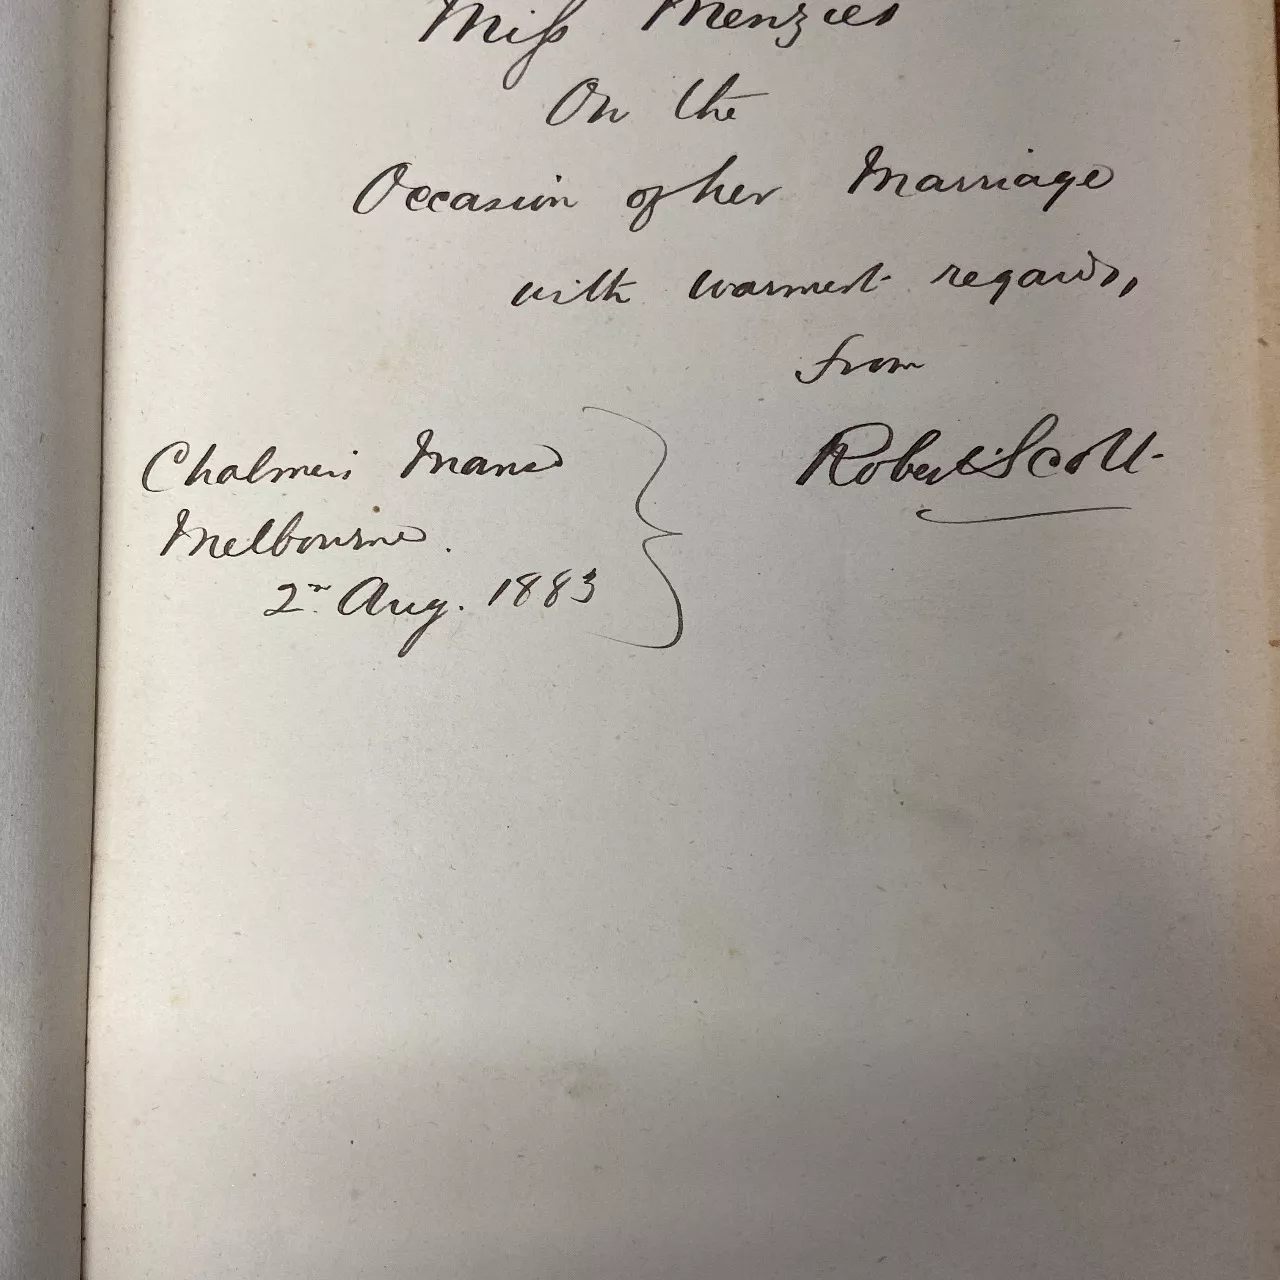 Miss Menzies
On the
Occasion of her Marriage
with warmest regards,
from
Robert Scott
Chalmers Manse
Melbourne.
2nd Aug. 1883